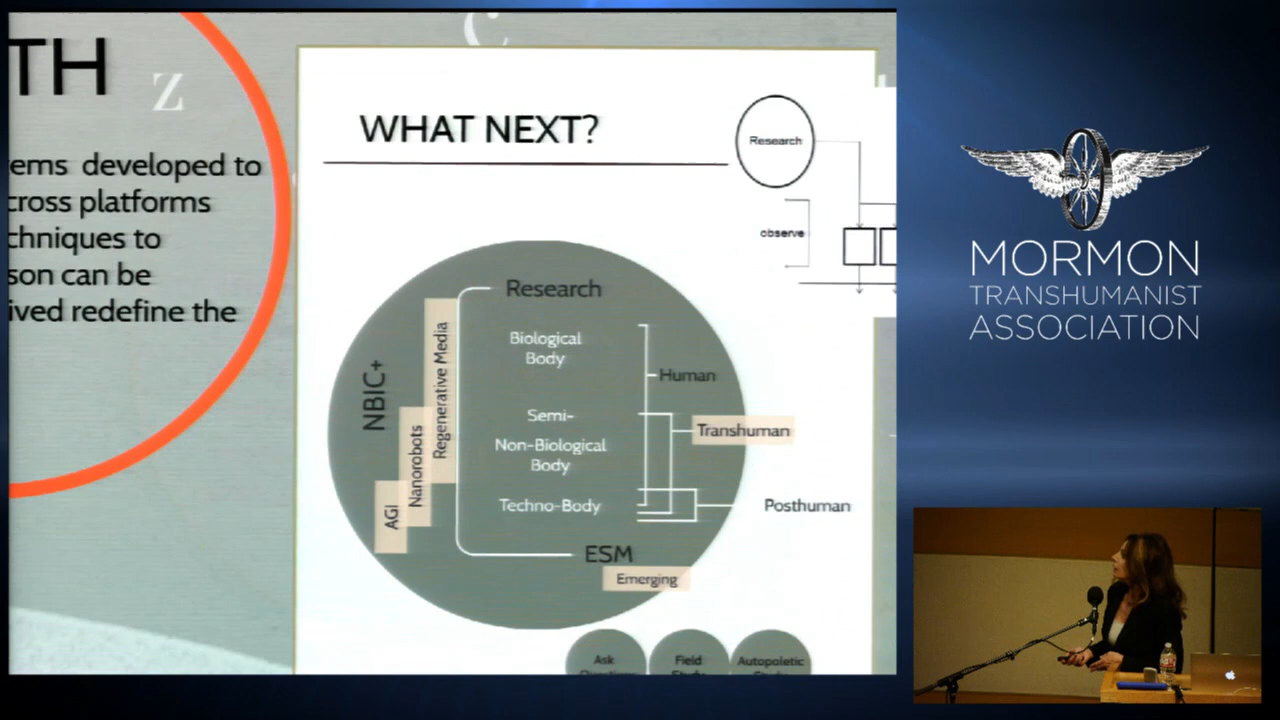 TH
Z
C
ems developed to
cross platforms
chniques to
son can be
ived redefine the
WHAT NEXT?
Research
observe
Research
NBIC+
Regenerative Media
Nanorobots
AGI
Biological
Body
Human
Semi-
Transhuman
Non-Biological
Body
Techno-Body
Posthuman
ESM
Emerging
Ask
Field
Autopoietic
MORMON
TRANSHUMANIST
ASSOCIATION